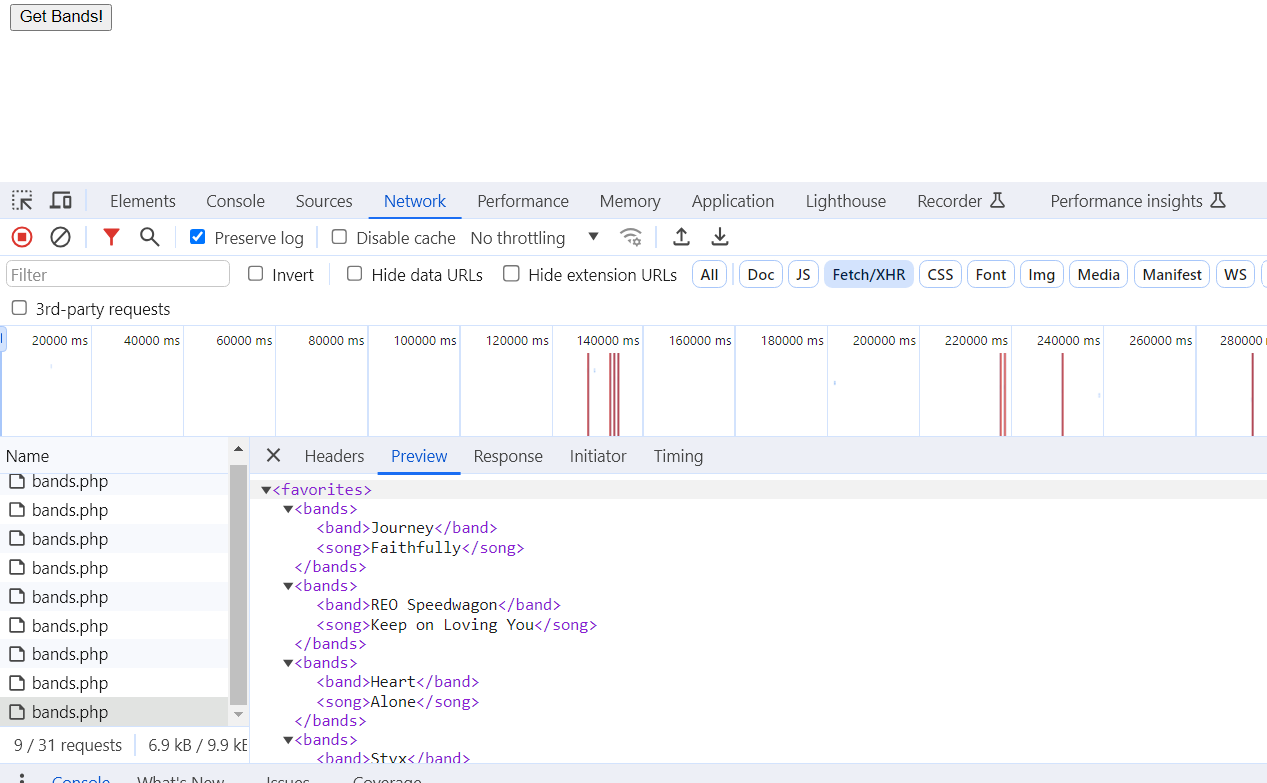 Get Bands!
Elements Console Sources Network Performance Memory Application Lighthouse Recorder Performance insights
Preserve log Disable cache No throttling
Filter Invert Hide data URLs Hide extension URLs All Doc JS Fetch/XHR CSS Font Img Media Manifest WS
3rd-party requests
20000 ms 40000 ms 60000 ms 80000 ms 100000 ms 120000 ms 140000 ms 160000 ms 180000 ms 200000 ms 220000 ms 240000 ms 260000 ms 280000
Name
bands.php
bands.php
bands.php
bands.php
bands.php
bands.php
bands.php
bands.php
bands.php
9 / 31 requests 6.9 kB / 9.9 kB
Headers Preview Response Initiator Timing
<favorites>
<bands>
<band>Journey</band>
<song>Faithfully</song>
</bands>
<bands>
<band>REO Speedwagon</band>
<song>Keep on Loving You</song>
</bands>
<bands>
<band>Heart</band>
<song>Alone</song>
</bands>
<bands>
<band>Styx</band>
Console What's New Issues Coverage